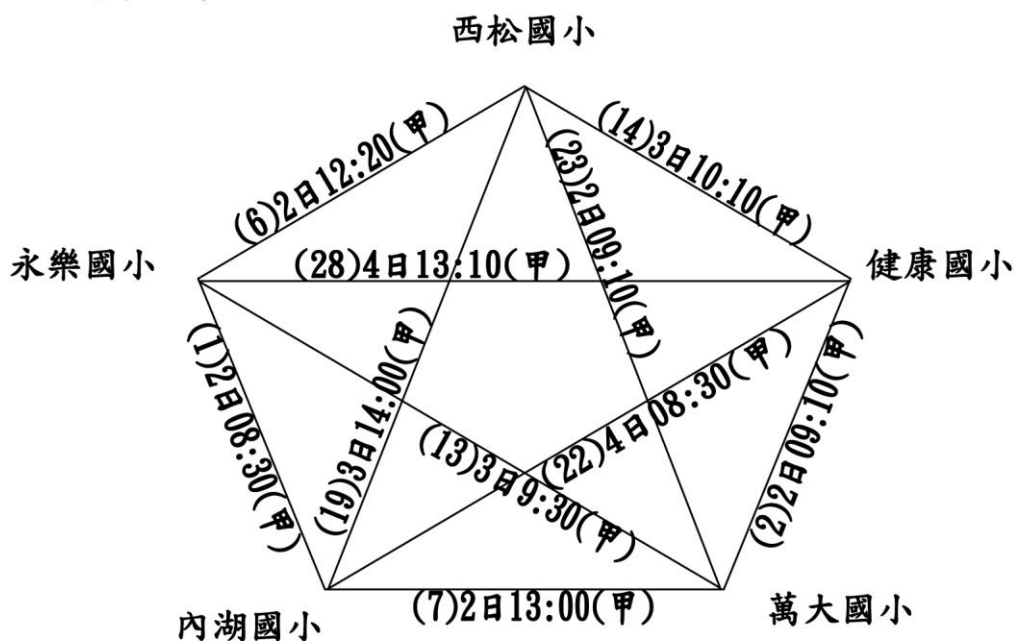 西松國小
(6)2日12:20(甲)
(14)3日10:10(甲)
(23)2日09:10(甲)
永樂國小
(28)4日13:10(甲)
健康國小
(1)2日08:30(甲)
(19)3日14:00(甲)
(13)3日9:30(甲)
(22)4日08:30(甲)
(2)2日09:10(甲)
內湖國小
(7)2日13:00(甲)
萬大國小